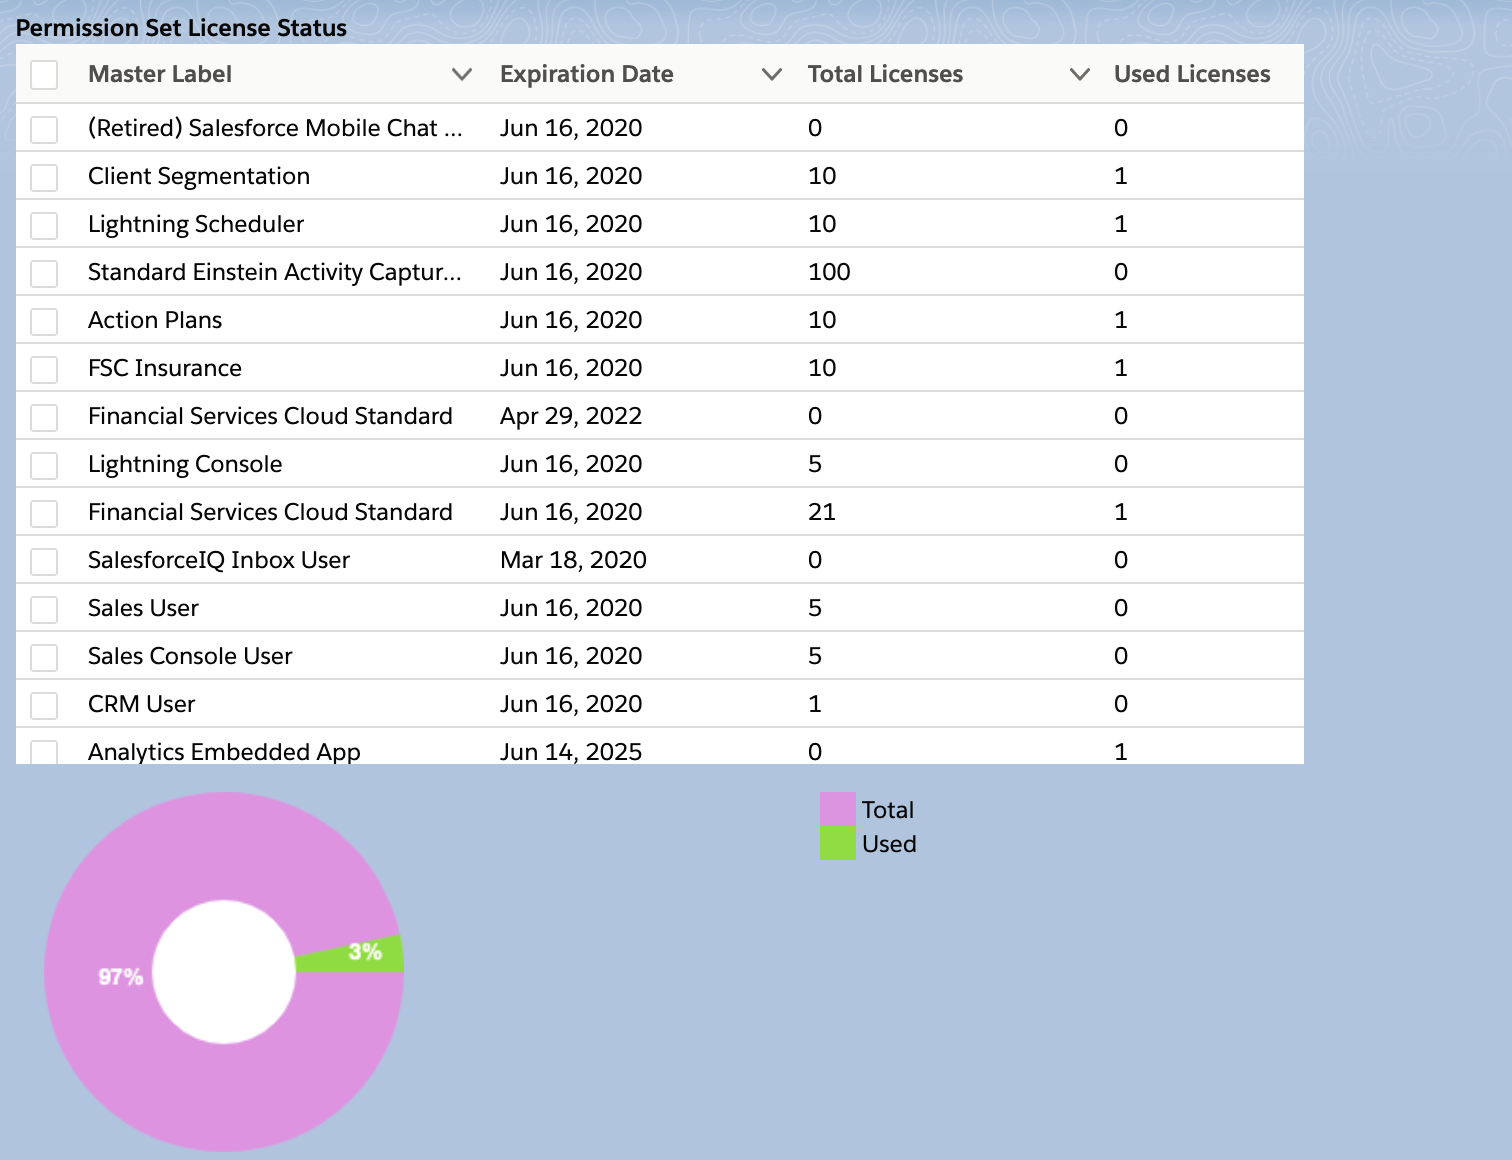 Permission Set License Status
Master Label Expiration Date Total Licenses Used Licenses
(Retired) Salesforce Mobile Chat ... Jun 16, 2020 0 0
Client Segmentation Jun 16, 2020 10 1
Lightning Scheduler Jun 16, 2020 10 1
Standard Einstein Activity Captur... Jun 16, 2020 100 0
Action Plans Jun 16, 2020 10 1
FSC Insurance Jun 16, 2020 10 1
Financial Services Cloud Standard Apr 29, 2022 0 0
Lightning Console Jun 16, 2020 5 0
Financial Services Cloud Standard Jun 16, 2020 21 1
SalesforceIQ Inbox User Mar 18, 2020 0 0
Sales User Jun 16, 2020 5 0
Sales Console User Jun 16, 2020 5 0
CRM User Jun 16, 2020 1 0
Analytics Embedded App Jun 14, 2025 0 1
Total
Used
3%
97%